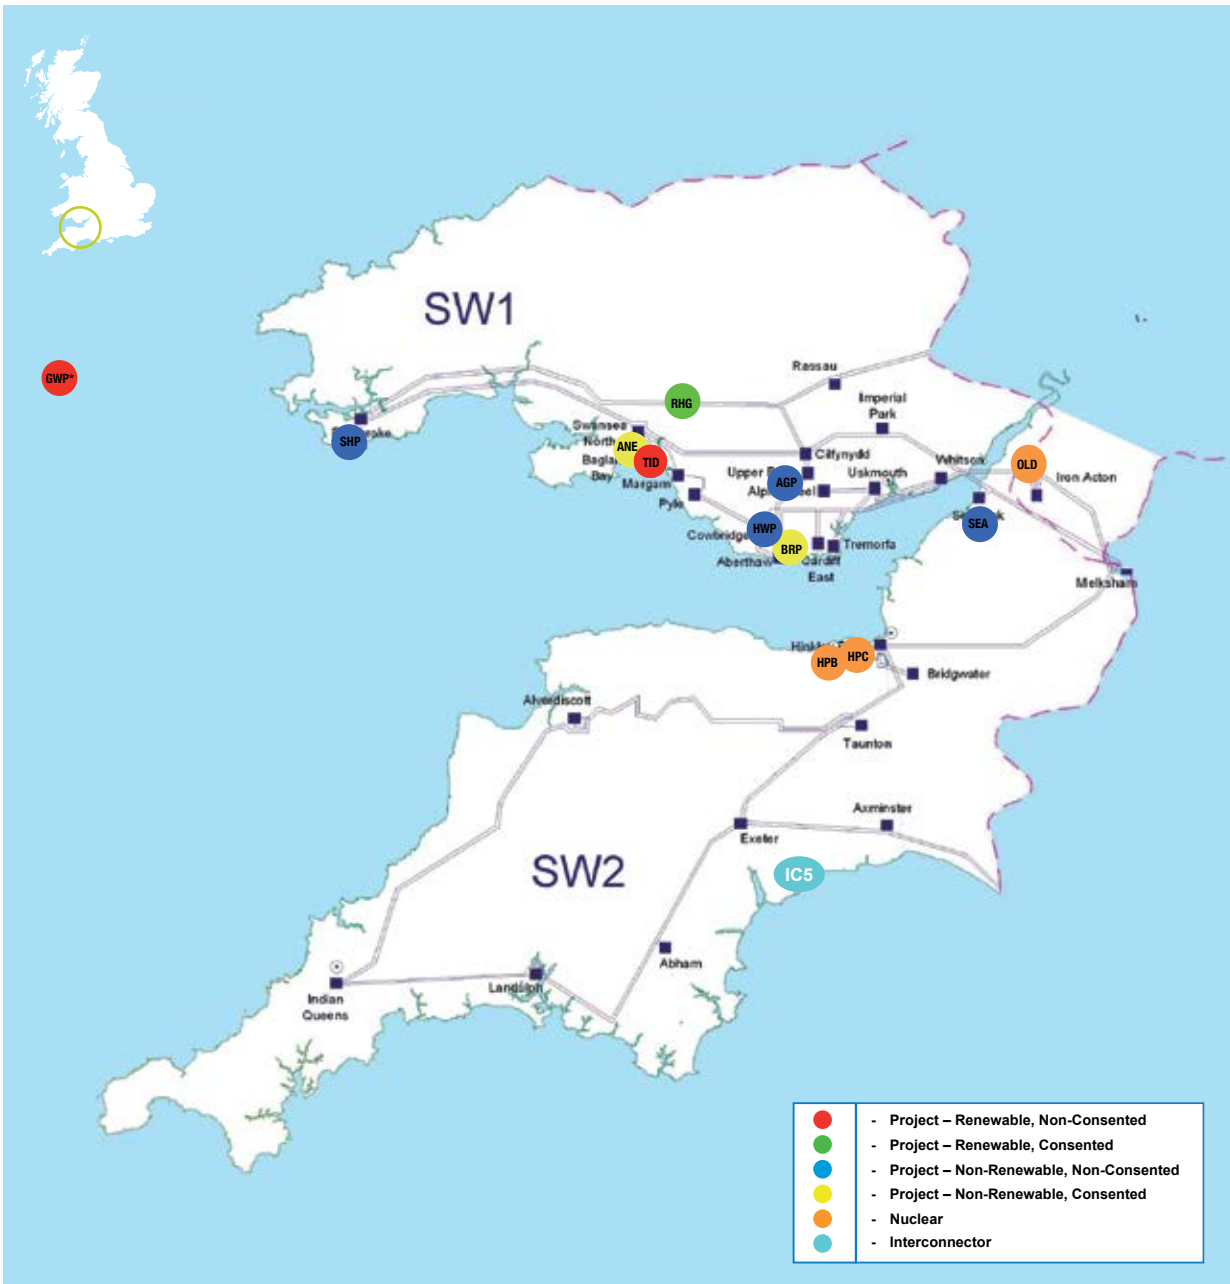 SW1
GWP*
Rassau
RHG
Imperial
Park
SHP
Swansea
North
ANE
TID
Bay
Margam
Pyle
Cilfynydd
Upper
AGP
Uskmouth
Whitson
OLD
Iron Acton
SEA
HWP
Cowbridge
BRP
Aberthaw
Cardiff
East
Tremorfa
Melksham
HPB
HPC
Bridgwater
Alverdiscott
Taunton
Axminster
Exeter
SW2
IC5
Abham
Landulph
Indian
Queens
- Project – Renewable, Non-Consented
- Project – Renewable, Consented
- Project – Non-Renewable, Non-Consented
- Project – Non-Renewable, Consented
- Nuclear
- Interconnector